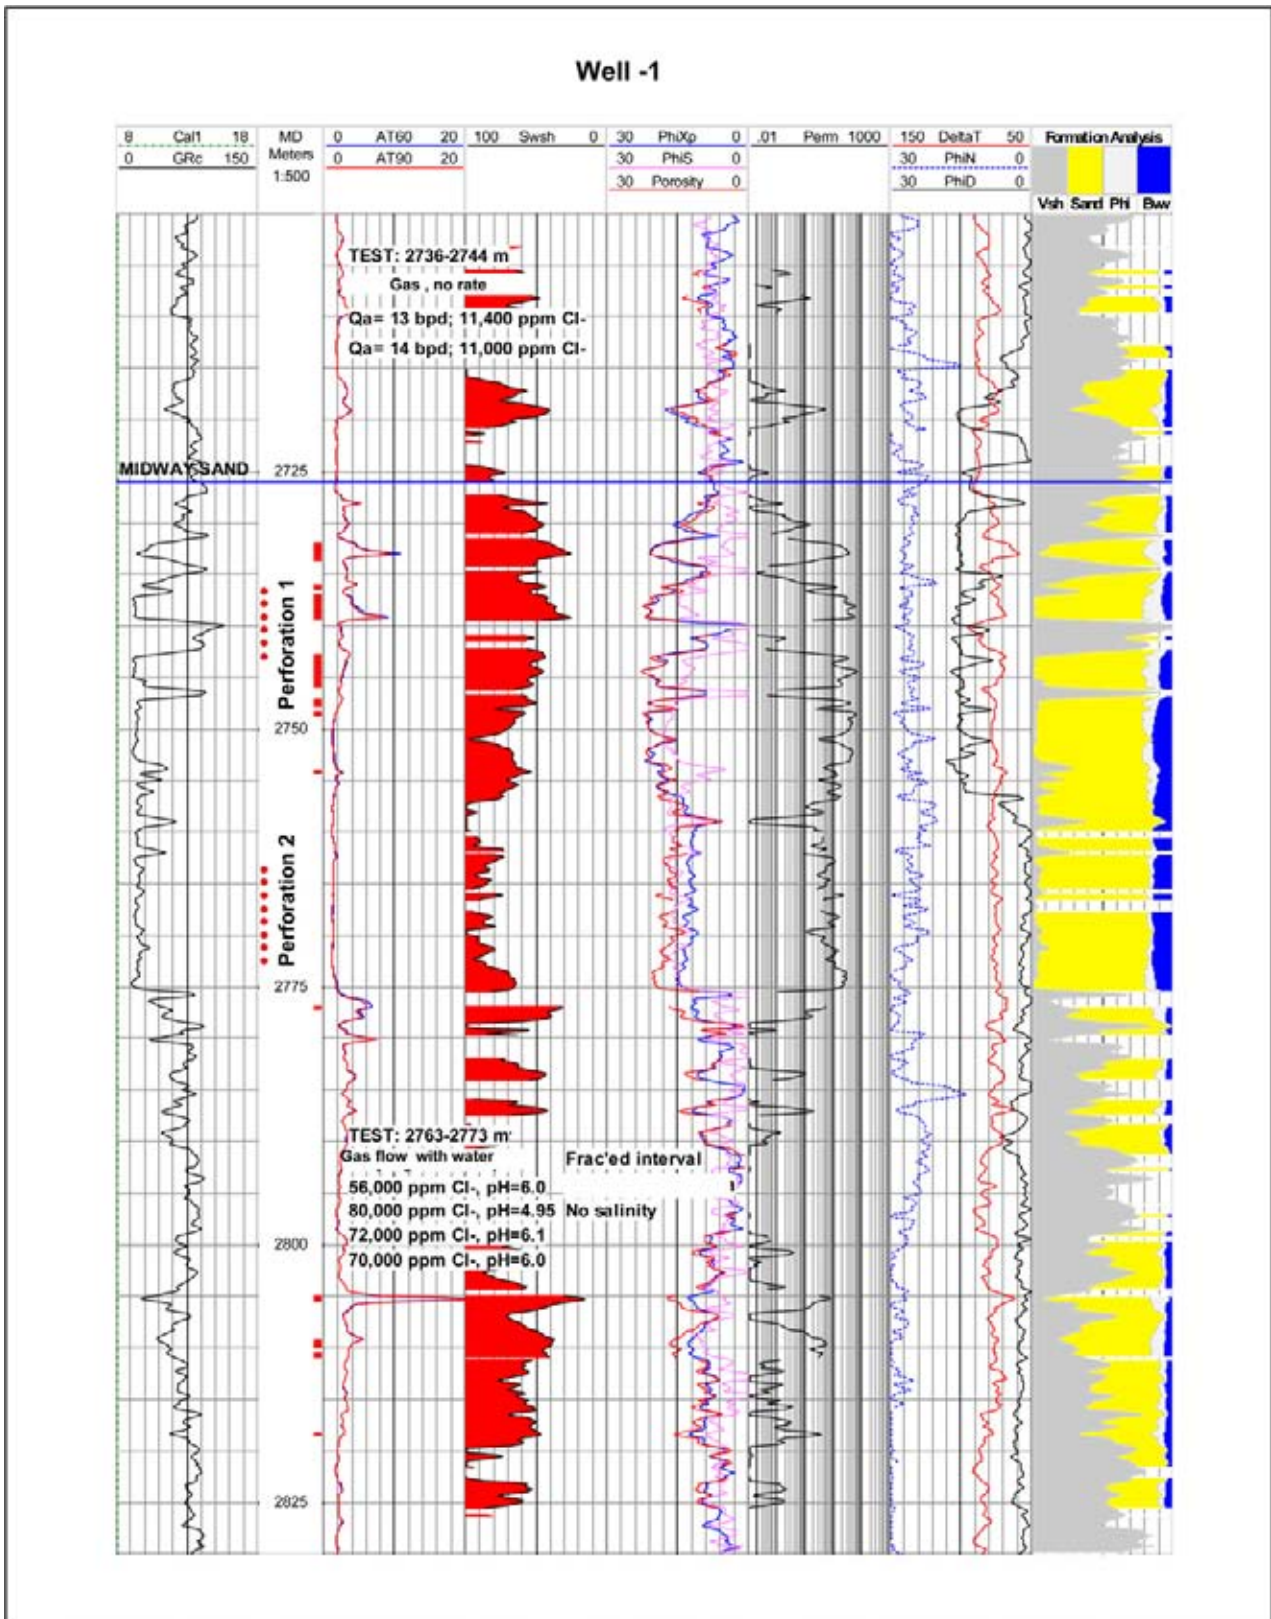 Well -1
8 Cal1 18 MD 0 AT60 20 100 Swsh 0 30 PhiXp 0 .01 Perm 1000 150 DeltaT 50 Formation Analysis
0 GRc 150 Meters 0 AT90 20 30 PhiS 0 30 PhiN 0
1:500 30 Porosity 0 30 PhiD 0
Vsh Sand Phi Bvw
TEST: 2736-2744 m
Gas , no rate
Qa= 13 bpd; 11,400 ppm Cl-
Qa= 14 bpd; 11,000 ppm Cl-
MIDWAY SAND 2725
Perforation 1
2750
Perforation 2
2775
TEST: 2763-2773 m
Gas flow with water Frac'ed interval
56,000 ppm Cl-, pH=6.0
80,000 ppm Cl-, pH=4.95 No salinity
72,000 ppm Cl-, pH=6.1
2800
70,000 ppm Cl-, pH=6.0
2825